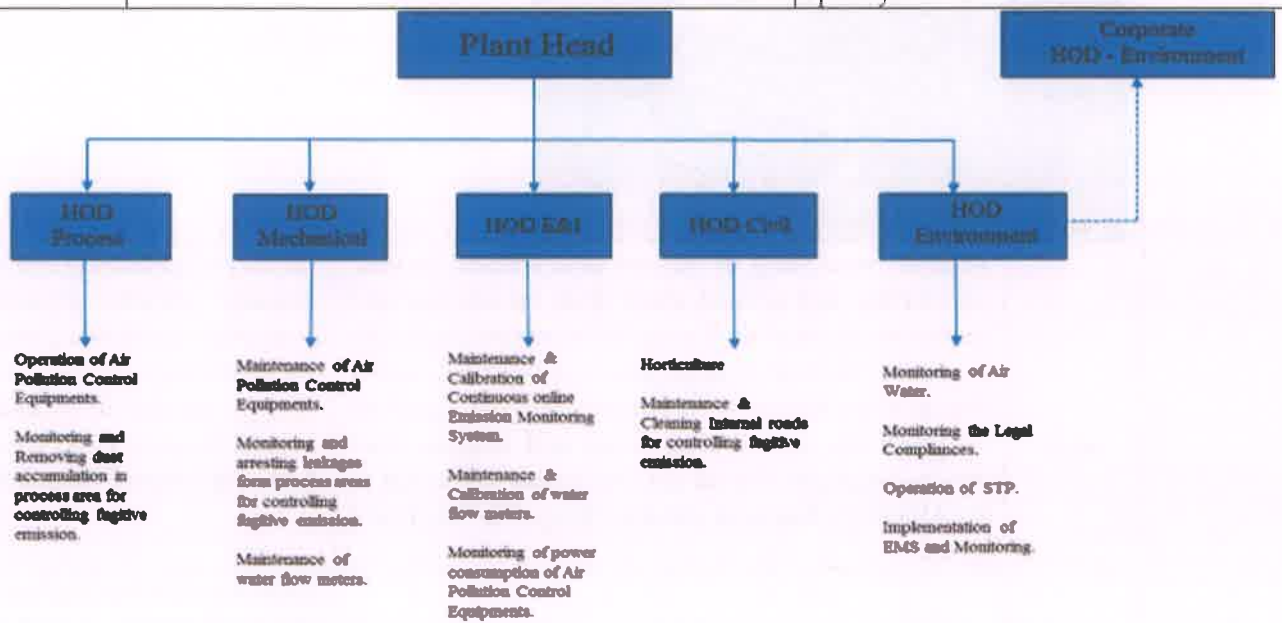 Plant Head
Corporate
HOD - Environment
HOD
Process
HOD
Mechanical
HOD E&I
HOD Civil
HOD
Environment
Operation of Air
Pollution Control
Equipments.
Monitoring and
Removing dust
accumulation in
process area for
controlling fugitive
emission.
Maintenance of Air
Pollution Control
Equipments.
Monitoring and
arresting leakages
form process areas
for controlling
fugitive emission.
Maintenance of
water flow meters.
Maintenance &
Calibration of
Continuous online
Emission Monitoring
System.
Maintenance &
Calibration of water
flow meters.
Monitoring of power
consumption of Air
Pollution Control
Equipments.
Horticulture
Maintenance &
Cleaning Internal roads
for controlling fugitive
emission.
Monitoring of Air
Water.
Monitoring the Legal
Compliances.
Operation of STP.
Implementation of
EMS and Monitoring.